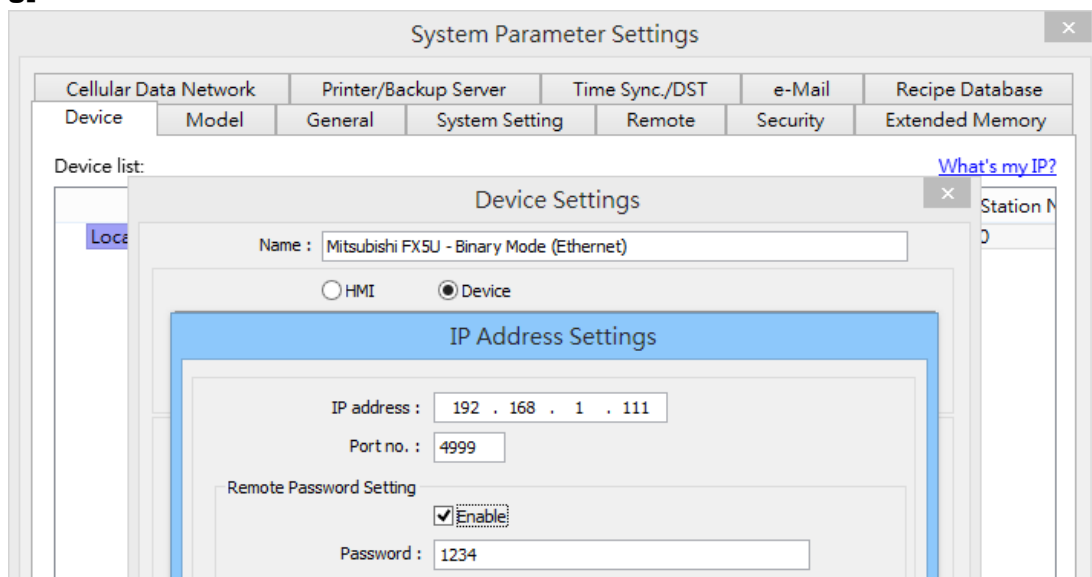 System Parameter Settings
Cellular Data Network Printer/Backup Server Time Sync./DST e-Mail Recipe Database
Device Model General System Setting Remote Security Extended Memory
Device list: What's my IP?
Device Settings
Station N
Loca
0
Name : Mitsubishi FX5U - Binary Mode (Ethernet)
HMI Device
IP Address Settings
IP address : 192 . 168 . 1 . 111
Port no. : 4999
Remote Password Setting
Enable
Password : 1234